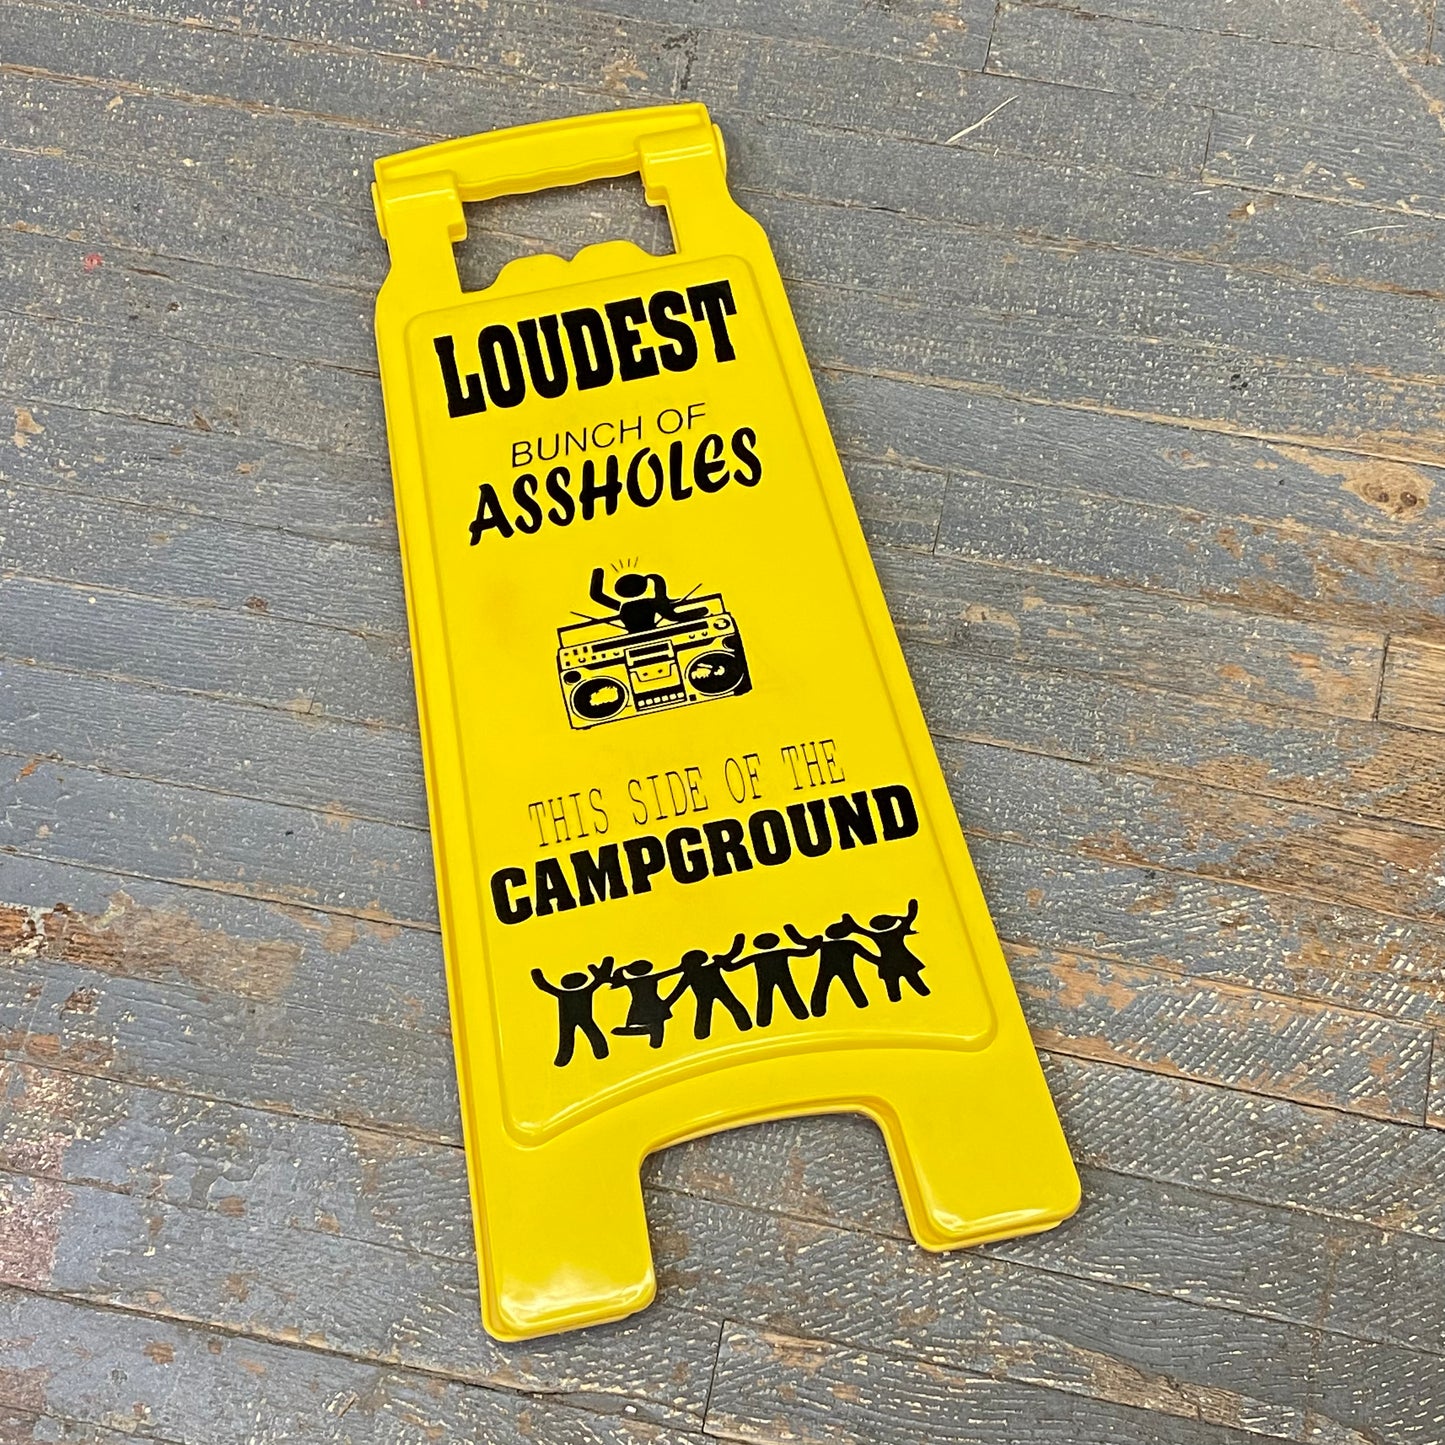 LOUDEST
BUNCH OF
ASSHOLES
THIS SIDE OF THE
CAMPGROUND